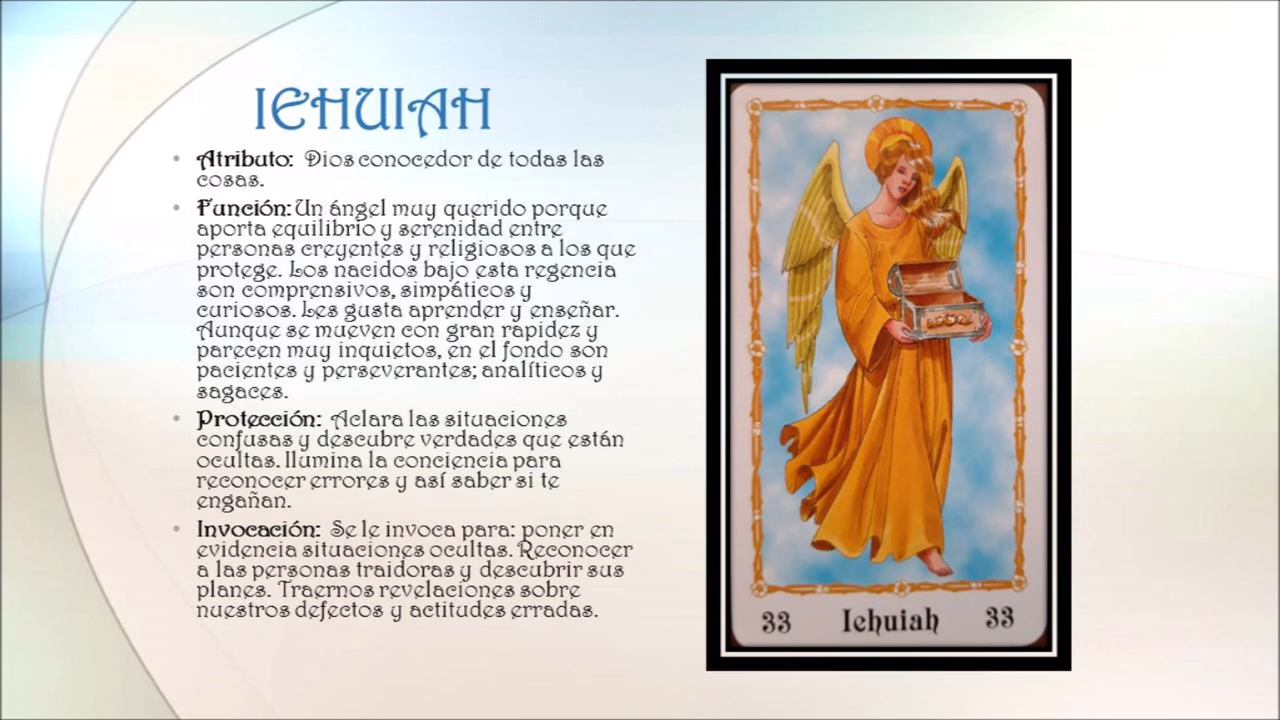 IEHUIAH
• Atributo: Dios conocedor de todas las
cosas.
• Función: Un ángel muy querido porque
aporta equilibrio y serenidad entre
personas creyentes y religiosos a los que
protege. Los nacidos bajo esta regencia
son comprensivos, simpáticos y
curiosos. Les gusta aprender y enseñar.
Aunque se mueven con gran rapidez y
parecen muy inquietos, en el fondo son
pacientes y perseverantes; analíticos y
sagaces.
• Protección: Aclara las situaciones
confusas y descubre verdades que están
ocultas. Ilumina la conciencia para
reconocer errores y así saber si te
engañan.
• Invocación: Se le invoca para: poner en
evidencia situaciones ocultas. Reconocer
a las personas traidoras y descubrir sus
planes. Traernos revelaciones sobre
nuestros defectos y actitudes erradas.
33 Iehuiah 33